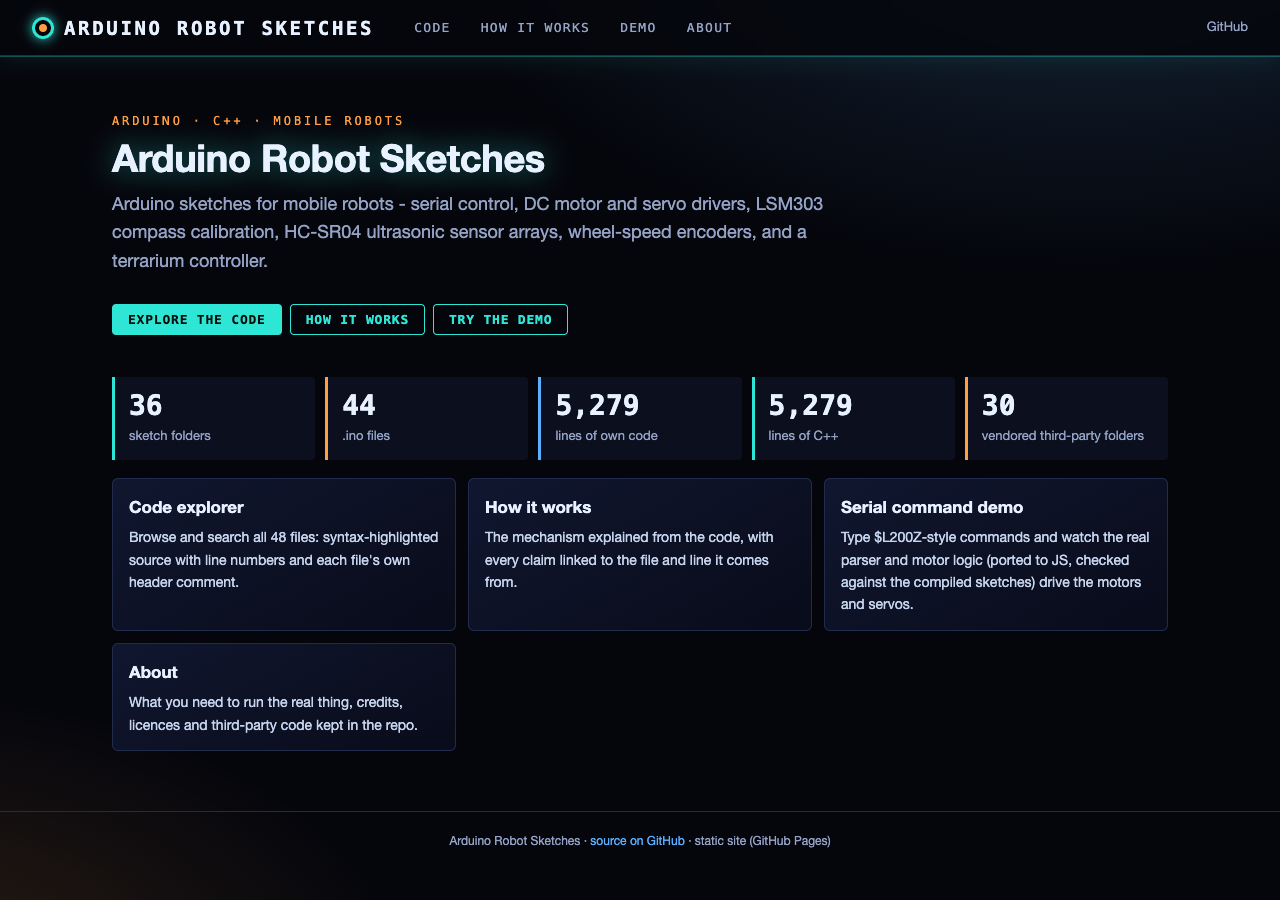 ARDUINO ROBOT SKETCHES
CODE
HOW IT WORKS
DEMO
ABOUT
GitHub
ARDUINO · C++ · MOBILE ROBOTS
Arduino Robot Sketches
Arduino sketches for mobile robots - serial control, DC motor and servo drivers, LSM303
compass calibration, HC-SR04 ultrasonic sensor arrays, wheel-speed encoders, and a
terrarium controller.
EXPLORE THE CODE
HOW IT WORKS
TRY THE DEMO
36
sketch folders
44
.ino files
5,279
lines of own code
5,279
lines of C++
30
vendored third-party folders
Code explorer
Browse and search all 48 files: syntax-highlighted
source with line numbers and each file's own
header comment.
How it works
The mechanism explained from the code, with
every claim linked to the file and line it comes
from.
Serial command demo
Type $L200Z-style commands and watch the real
parser and motor logic (ported to JS, checked
against the compiled sketches) drive the motors
and servos.
About
What you need to run the real thing, credits,
licences and third-party code kept in the repo.
Arduino Robot Sketches · source on GitHub · static site (GitHub Pages)